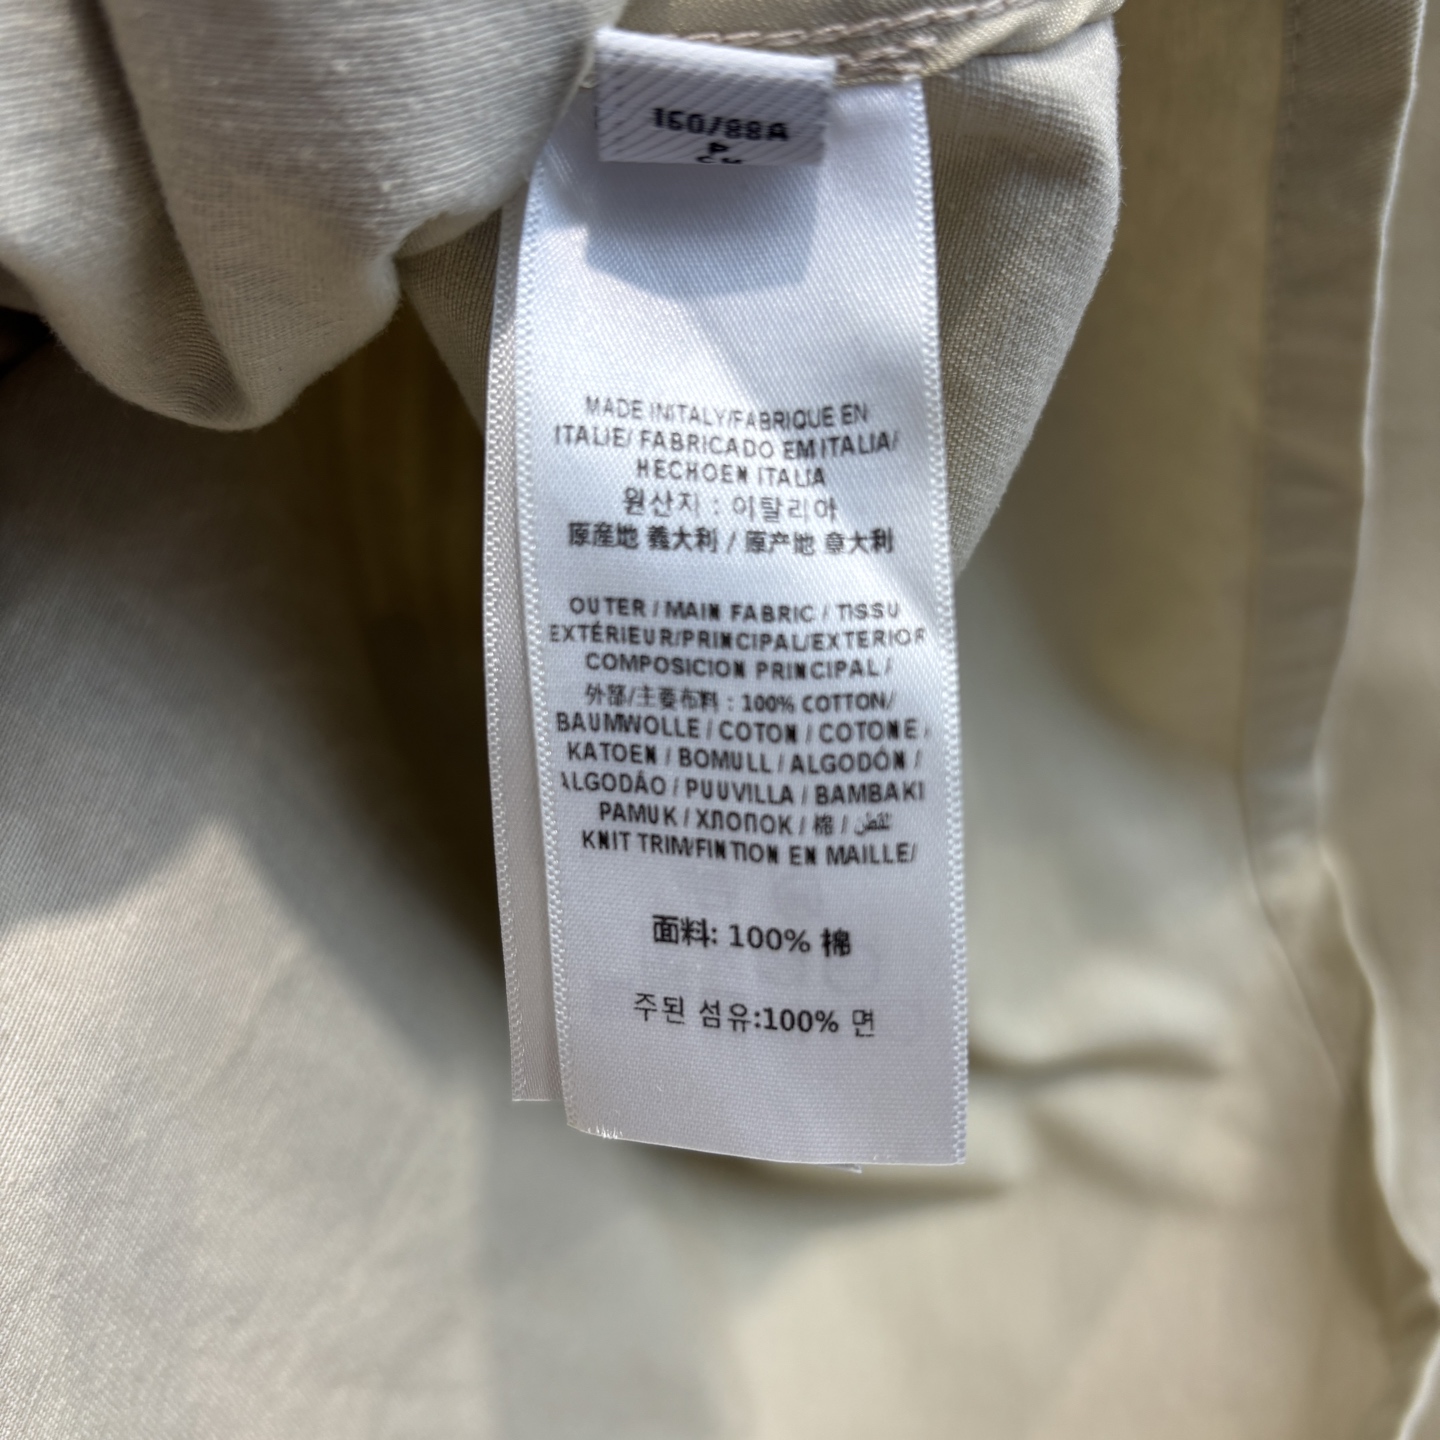 160/88A
P
MADE INITALY/FABRIQUE EN
ITALIE/ FABRICADO EM ITALIA/
HECHOEN ITALIA
원산지 : 이탈리아
原産地 義大利 / 原产地 意大利
OUTER / MAIN FABRIC / TISSU
EXTÉRIEUR/PRINCIPAL/EXTERIOR
COMPOSICION PRINCIPAL /
外部/主要布料 : 100% COTTON/
BAUMWOLLE / COTON / COTONE /
KATOEN / BOMULL / ALGODÓN /
ALGODÃO / PUUVILLA / BAMBAKI
PAMUK / ХЛОПОК / 棉 / للقطن
KNIT TRIM/FINTION EN MAILLE/
面料: 100% 棉
주된 섬유:100% 면